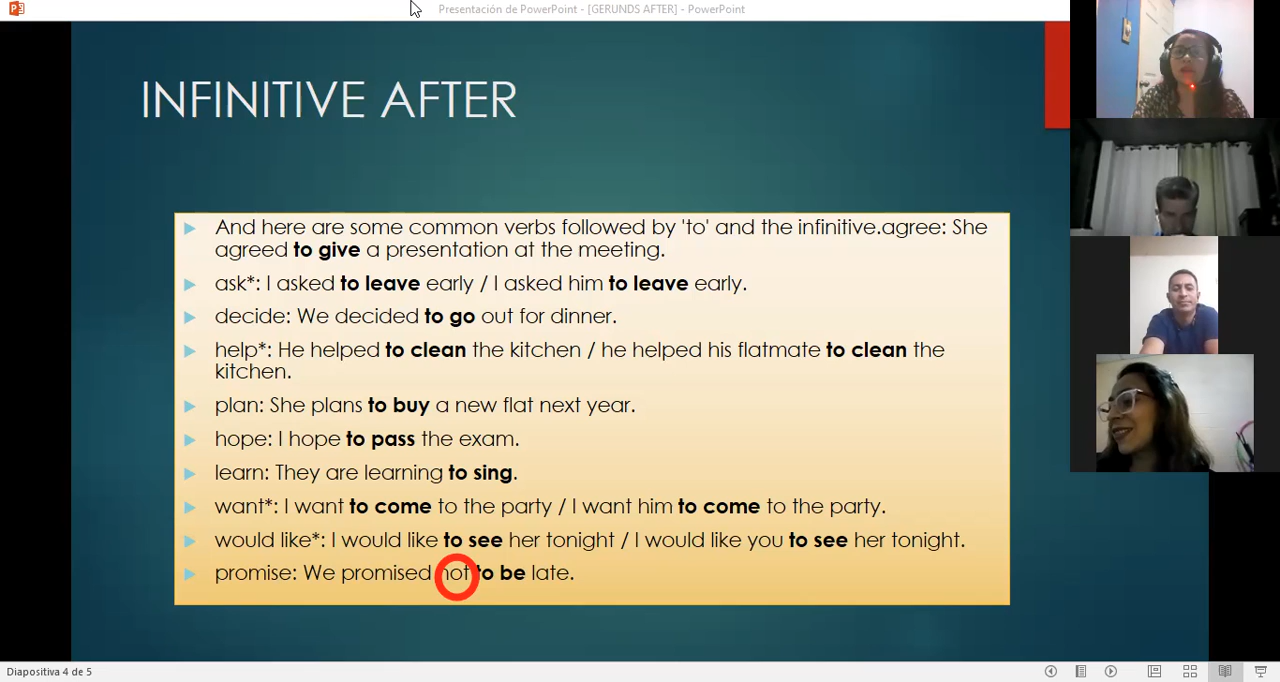 Presentación de PowerPoint - [GERUNDS AFTER] - PowerPoint
INFINITIVE AFTER
And here are some common verbs followed by 'to' and the infinitive.agree: She
agreed to give a presentation at the meeting.
ask*: I asked to leave early / I asked him to leave early.
decide: We decided to go out for dinner.
help*: He helped to clean the kitchen / he helped his flatmate to clean the
kitchen.
plan: She plans to buy a new flat next year.
hope: I hope to pass the exam.
learn: They are learning to sing.
want*: I want to come to the party / I want him to come to the party.
would like*: I would like to see her tonight / I would like you to see her tonight.
promise: We promised not to be late.
Diapositiva 4 de 5